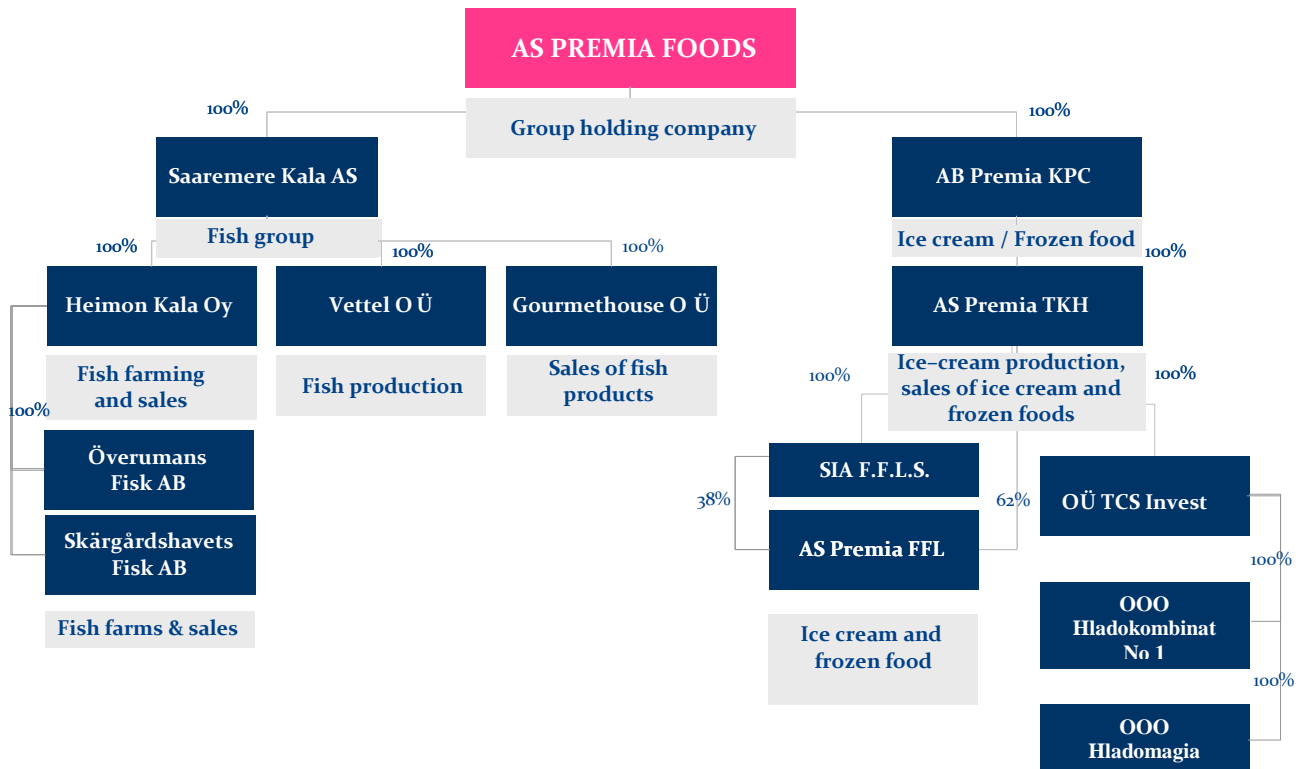 AS PREMIA FOODS
100%
100%
Group holding company
Saaremere Kala AS
AB Premia KPC
Fish group
Ice cream / Frozen food
100%
100%
100%
100%
Heimon Kala Oy
Vettel O Ü
Gourmethouse O Ü
AS Premia TKH
Fish farming
and sales
Fish production
Sales of fish
products
Ice-cream production,
sales of ice cream and
frozen foods
100%
100%
100%
Överumans
Fisk AB
SIA F.F.L.S.
38%
62%
OÜ TCS Invest
Skärgårdshavets
Fisk AB
AS Premia FFL
100%
Fish farms & sales
Ice cream and
frozen food
OOO
Hladokombinat
No 1
100%
OOO
Hladomagia